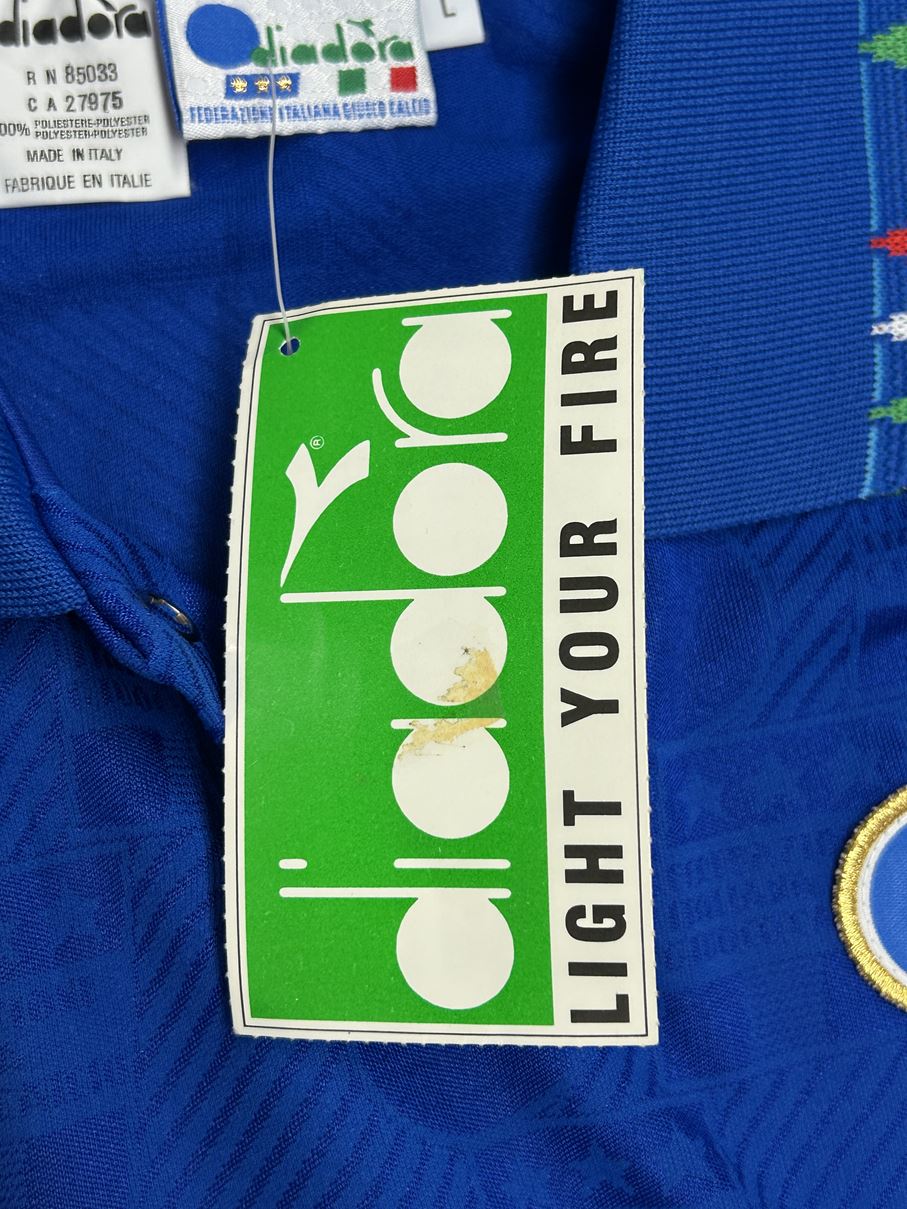 diadora
R N 85033
C A 27975
00% POLIESTERE-POLYESTER
POLYESTER-POLYESTER
MADE IN ITALY
FABRIQUE EN ITALIE
diadora
FEDERAZIONE ITALIANA GIUOCO CALCIO
L
diadora
®
LIGHT YOUR FIRE